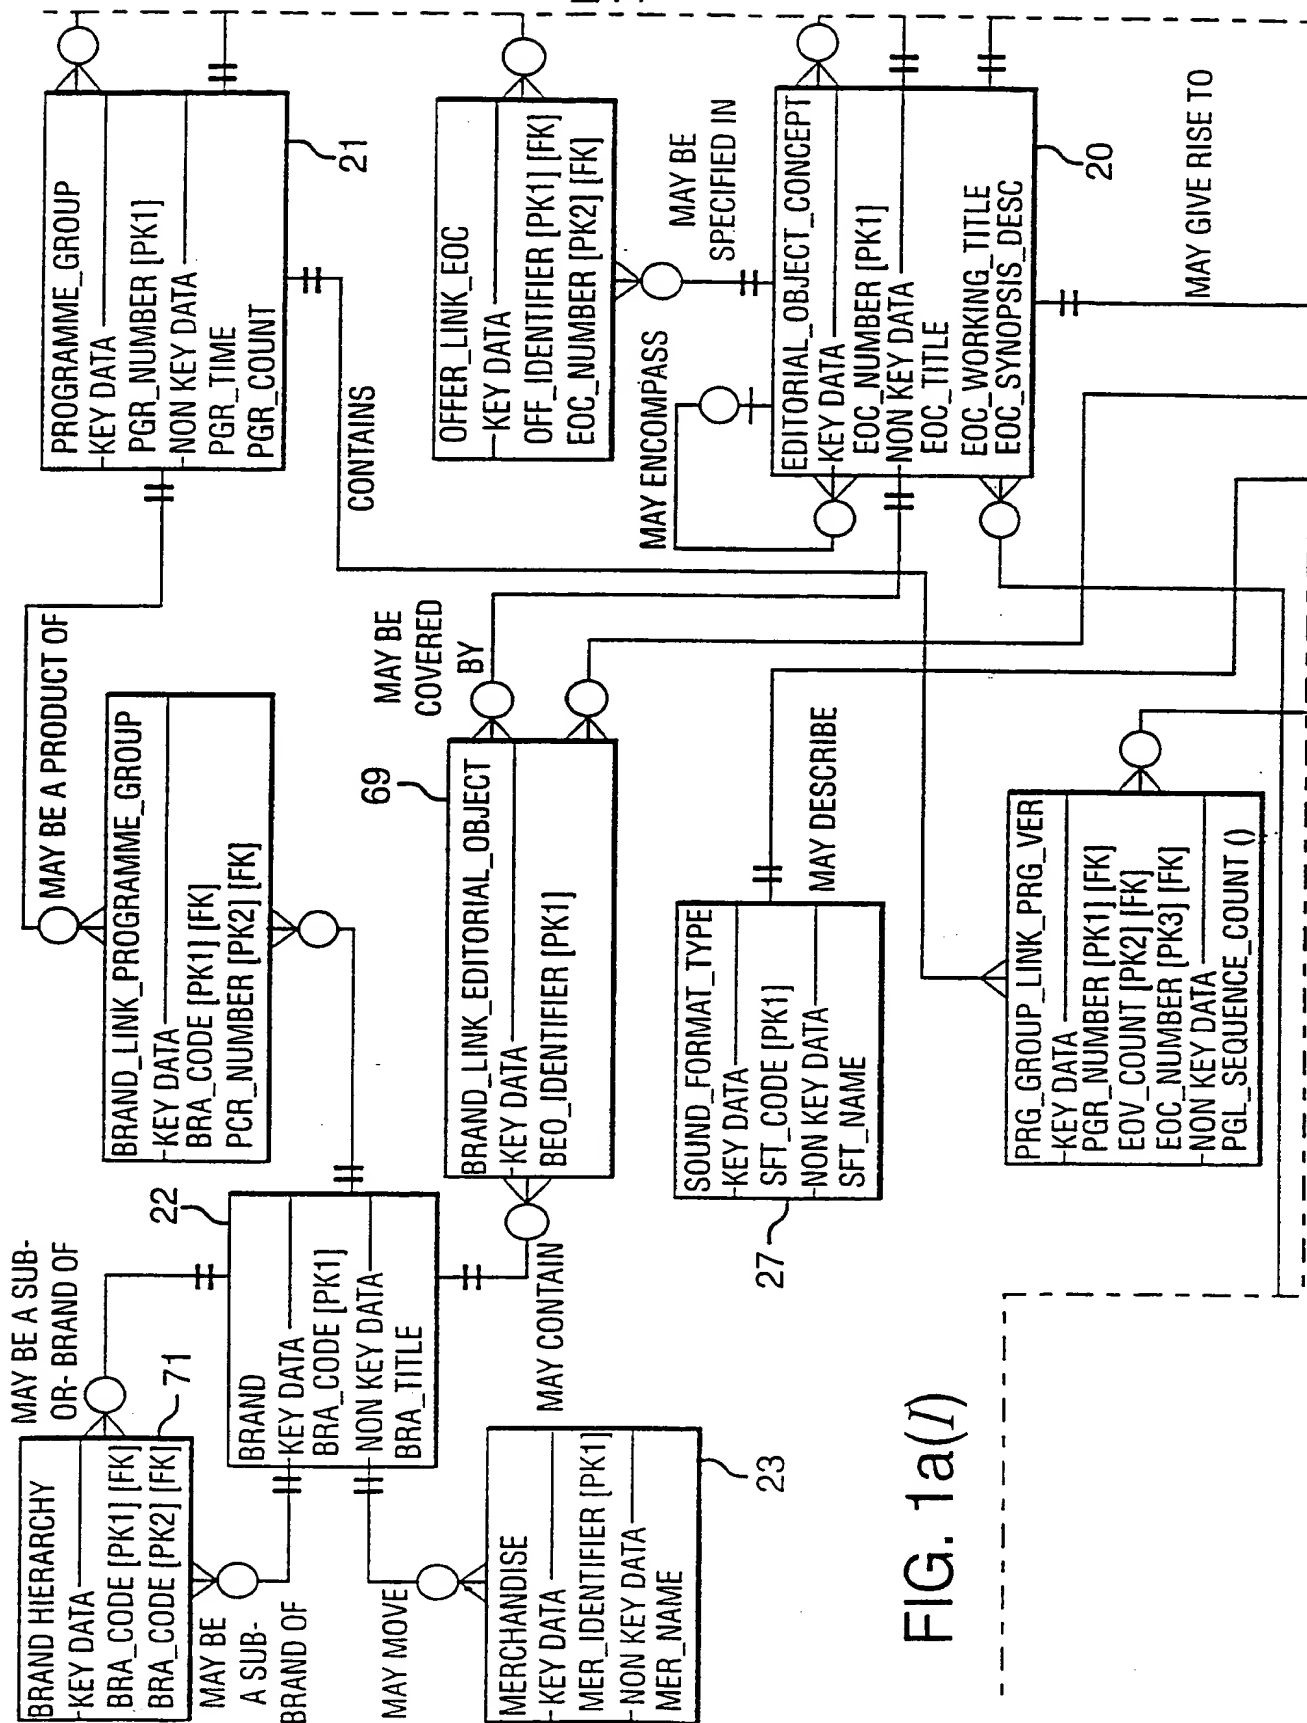 MAY BE A SUB-
OR- BRAND OF
BRAND HIERARCHY
KEY DATA
BRA_CODE [PK1] [FK]
BRA_CODE [PK2] [FK]
71
MAY BE
A SUB-
BRAND OF
22
BRAND
KEY DATA
BRA_CODE [PK1]
NON KEY DATA
BRA_TITLE
MAY MOVE
MAY CONTAIN
MERCHANDISE
KEY DATA
MER_IDENTIFIER [PK1]
NON KEY DATA
MER_NAME
23
MAY BE A PRODUCT OF
BRAND_LINK_PROGRAMME_GROUP
KEY DATA
BRA_CODE [PK1] [FK]
PCR_NUMBER [PK2] [FK]
69
BRAND_LINK_EDITORIAL_OBJECT
KEY DATA
BEO_IDENTIFIER [PK1]
MAY BE
COVERED
BY
SOUND_FORMAT_TYPE
KEY DATA
SFT_CODE [PK1]
NON KEY DATA
SFT_NAME
27
MAY DESCRIBE
PRG_GROUP_LINK_PRG_VER
KEY DATA
PGR_NUMBER [PK1] [FK]
EOV_COUNT [PK2] [FK]
EOC_NUMBER [PK3] [FK]
NON KEY DATA
PGL_SEQUENCE_COUNT ()
PROGRAMME_GROUP
KEY DATA
PGR_NUMBER [PK1]
NON KEY DATA
PGR_TIME
PGR_COUNT
21
CONTAINS
OFFER_LINK_EOC
KEY DATA
OFF_IDENTIFIER [PK1] [FK]
EOC_NUMBER [PK2] [FK]
MAY BE
SPECIFIED IN
MAY ENCOMPASS
EDITORIAL_OBJECT_CONCEPT
KEY DATA
EOC_NUMBER [PK1]
NON KEY DATA
EOC_TITLE
EOC_WORKING_TITLE
EOC_SYNOPSIS_DESC
20
MAY GIVE RISE TO
FIG. 1a(I)